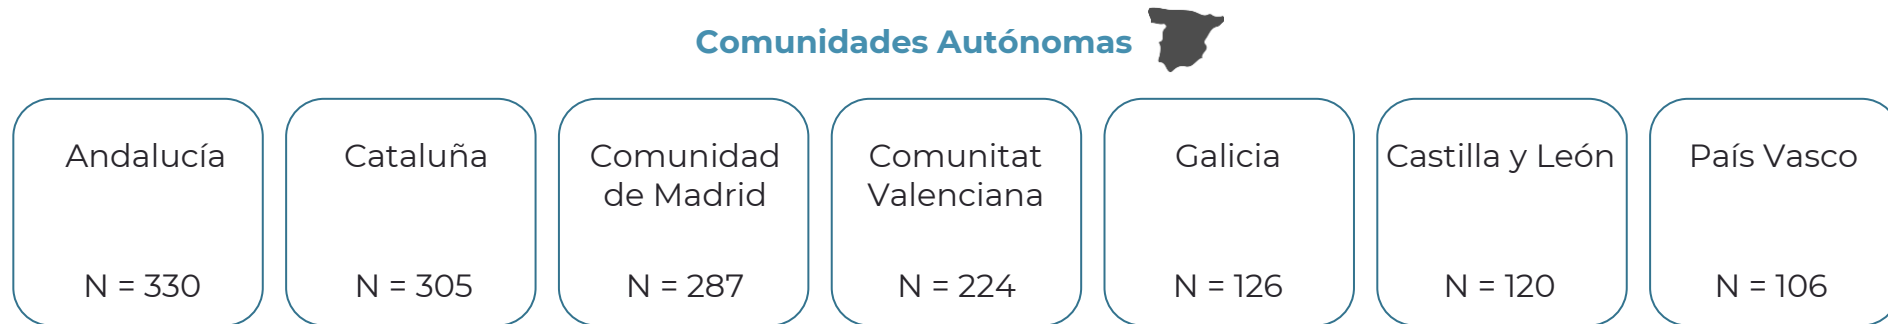 Comunidades Autónomas
Andalucía
N = 330
Cataluña
N = 305
Comunidad
de Madrid
N = 287
Comunitat
Valenciana
N = 224
Galicia
N = 126
Castilla y León
N = 120
País Vasco
N = 106